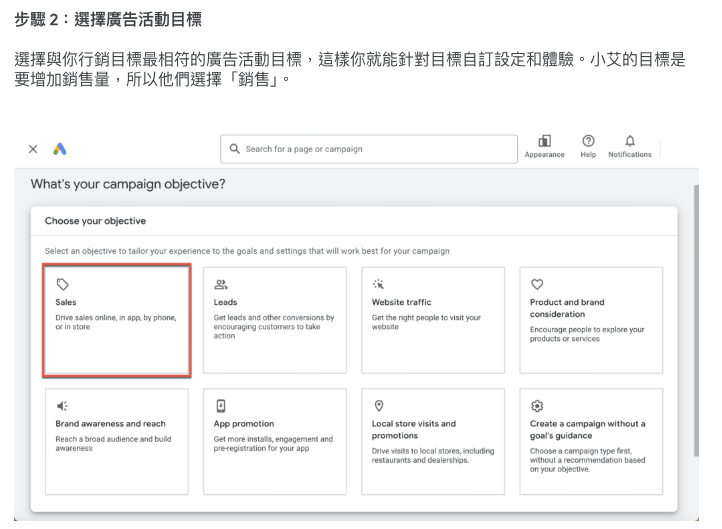 步驟 2：選擇廣告活動目標
選擇與你行銷目標最相符的廣告活動目標，這樣你就能針對目標自訂設定和體驗。小艾的目標是
要增加銷售量，所以他們選擇「銷售」。
Search for a page or campaign
Appearance
Help
Notifications
What's your campaign objective?
Choose your objective
Select an objective to tailor your experience to the goals and settings that will work best for your campaign
Sales
Drive sales online, in app, by phone,
or in store
Leads
Get leads and other conversions by
encouraging customers to take
action
Website traffic
Get the right people to visit your
website
Product and brand
consideration
Encourage people to explore your
products or services
Brand awareness and reach
Reach a broad audience and build
awareness
App promotion
Get more installs, engagement and
pre-registration for your app
Local store visits and
promotions
Drive visits to local stores, including
restaurants and dealerships.
Create a campaign without a
goal's guidance
Choose a campaign type first,
without a recommendation based
on your objective.